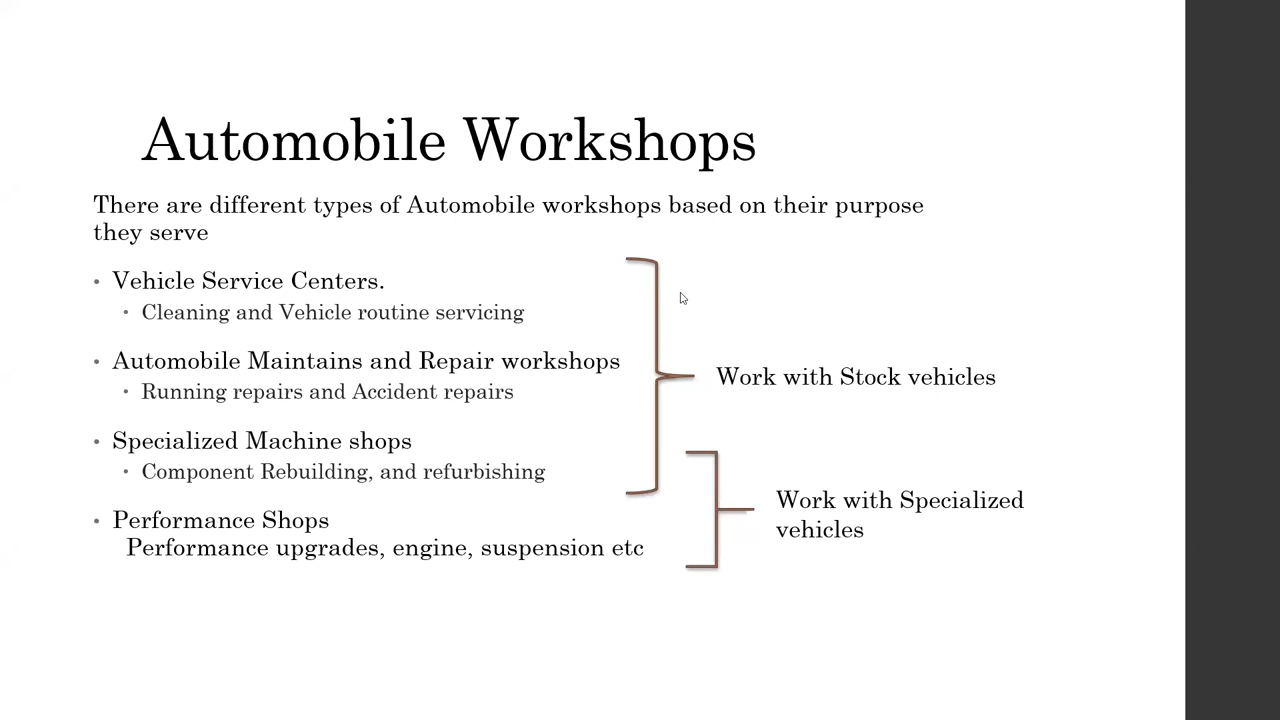 Automobile Workshops
There are different types of Automobile workshops based on their purpose
they serve
• Vehicle Service Centers.
• Cleaning and Vehicle routine servicing
• Automobile Maintains and Repair workshops
• Running repairs and Accident repairs
Work with Stock vehicles
• Specialized Machine shops
• Component Rebuilding, and refurbishing
• Performance Shops
Performance upgrades, engine, suspension etc
Work with Specialized
vehicles